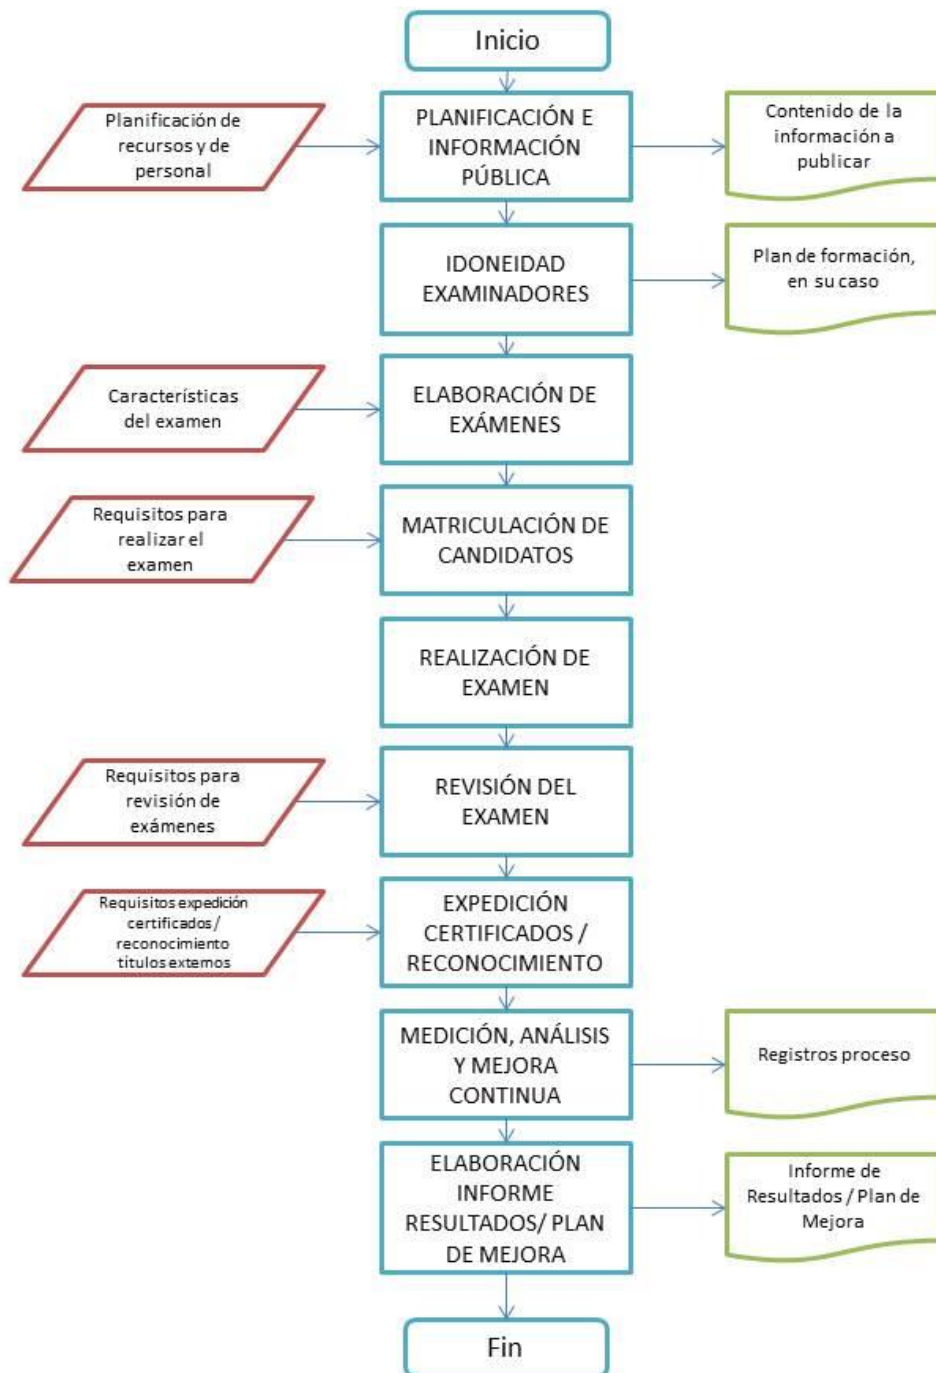 Inicio
Planificación de
recursos y de
personal
PLANIFICACIÓN E
INFORMACIÓN
PÚBLICA
Contenido de la
información a
publicar
IDONEIDAD
EXAMINADORES
Plan de formación,
en su caso
Características
del examen
ELABORACIÓN DE
EXÁMENES
Requisitos para
realizar el
examen
MATRICULACIÓN DE
CANDIDATOS
REALIZACIÓN DE
EXAMEN
Requisitos para
revisión de
exámenes
REVISIÓN DEL
EXAMEN
Requisitos expedición
certificados /
reconocimiento
títulos externos
EXPEDICIÓN
CERTIFICADOS /
RECONOCIMIENTO
MEDICIÓN, ANÁLISIS
Y MEJORA
CONTINUA
Registros proceso
ELABORACIÓN
INFORME
RESULTADOS/ PLAN
DE MEJORA
Informe de
Resultados / Plan de
Mejora
Fin